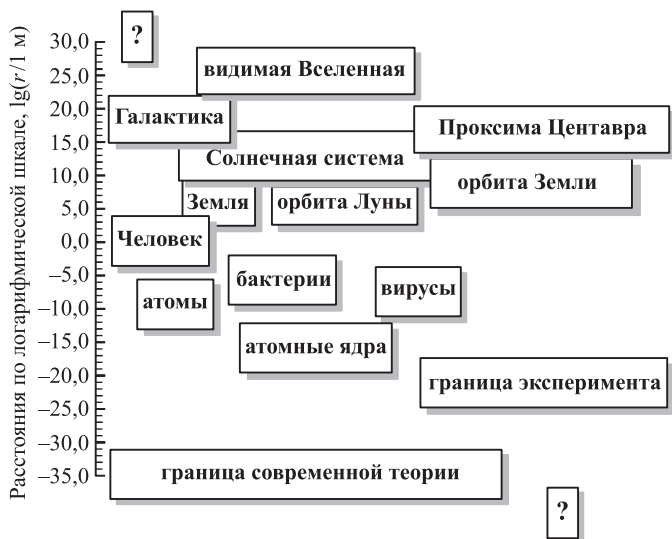 Расстояния по логарифмической шкале, lg(r/1 м)
30,0
25,0
20,0
15,0
10,0
5,0
0,0
–5,0
–10,0
–15,0
–20,0
–25,0
–30,0
–35,0
?
видимая Вселенная
Галактика
Проксима Центавра
Солнечная система
орбита Земли
Земля
орбита Луны
Человек
бактерии
вирусы
атомы
атомные ядра
граница эксперимента
граница современной теории
?